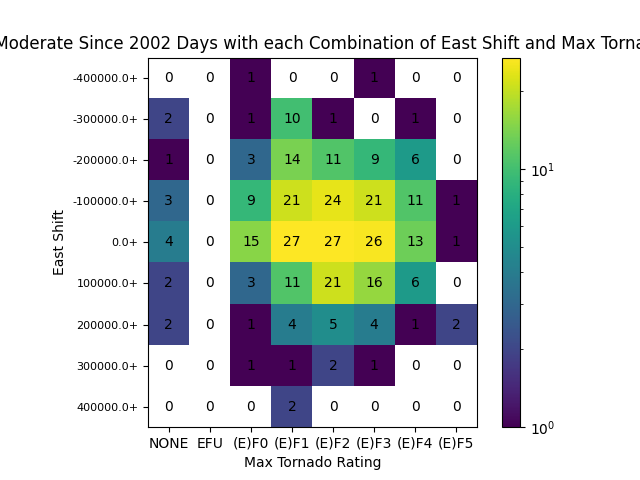 Moderate Since 2002 Days with each Combination of East Shift and Max
-400000.0+ 0 0 1 0 0 1 0 0
-300000.0+ 2 0 1 10 1 0 1 0
-200000.0+ 1 0 3 14 11 9 6 0
-100000.0+ 3 0 9 21 24 21 11 1
0.0+ 4 0 15 27 27 26 13 1
100000.0+ 2 0 3 11 21 16 6 0
200000.0+ 2 0 1 4 5 4 1 2
300000.0+ 0 0 1 1 2 1 0 0
400000.0+ 0 0 0 2 0 0 0 0
NONE EFU (E)F0 (E)F1 (E)F2 (E)F3 (E)F4 (E)F5
Max Tornado Rating
East Shift
10^1
10^0